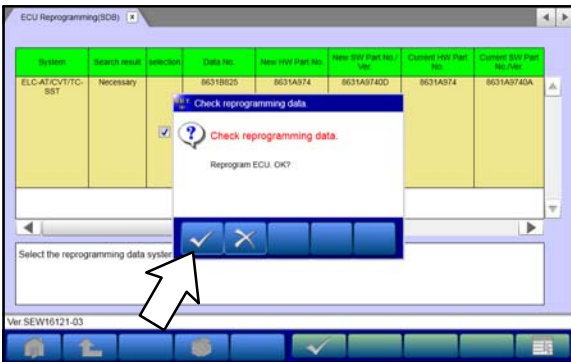 ECU Reprogramming(SDB) x
System Search result selection Data No. New HW Part No. New SW Part No./Ver. Current HW Part No. Current SW Part No./Ver.
ELC-AT/CVT/TC-SST Necessary 8631B825 8631A974 8631A9740D 8631A974 8631A9740A
Check reprogramming data.
Check reprogramming data.
Reprogram ECU. OK?
Select the reprogramming data system
Ver.SEW16121-03